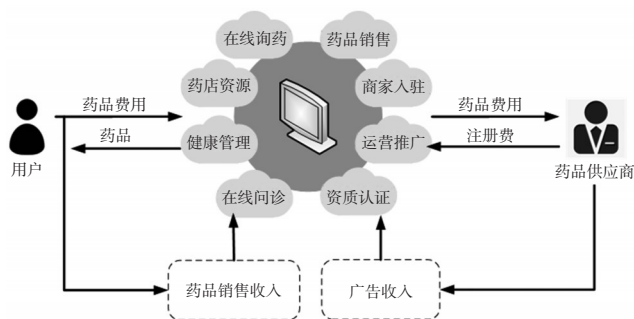 在线询药
药品销售
药店资源
商家入驻
药品费用
药品费用
药品
健康管理
运营推广
注册费
用户
药品供应商
在线问诊
资质认证
药品销售收入
广告收入